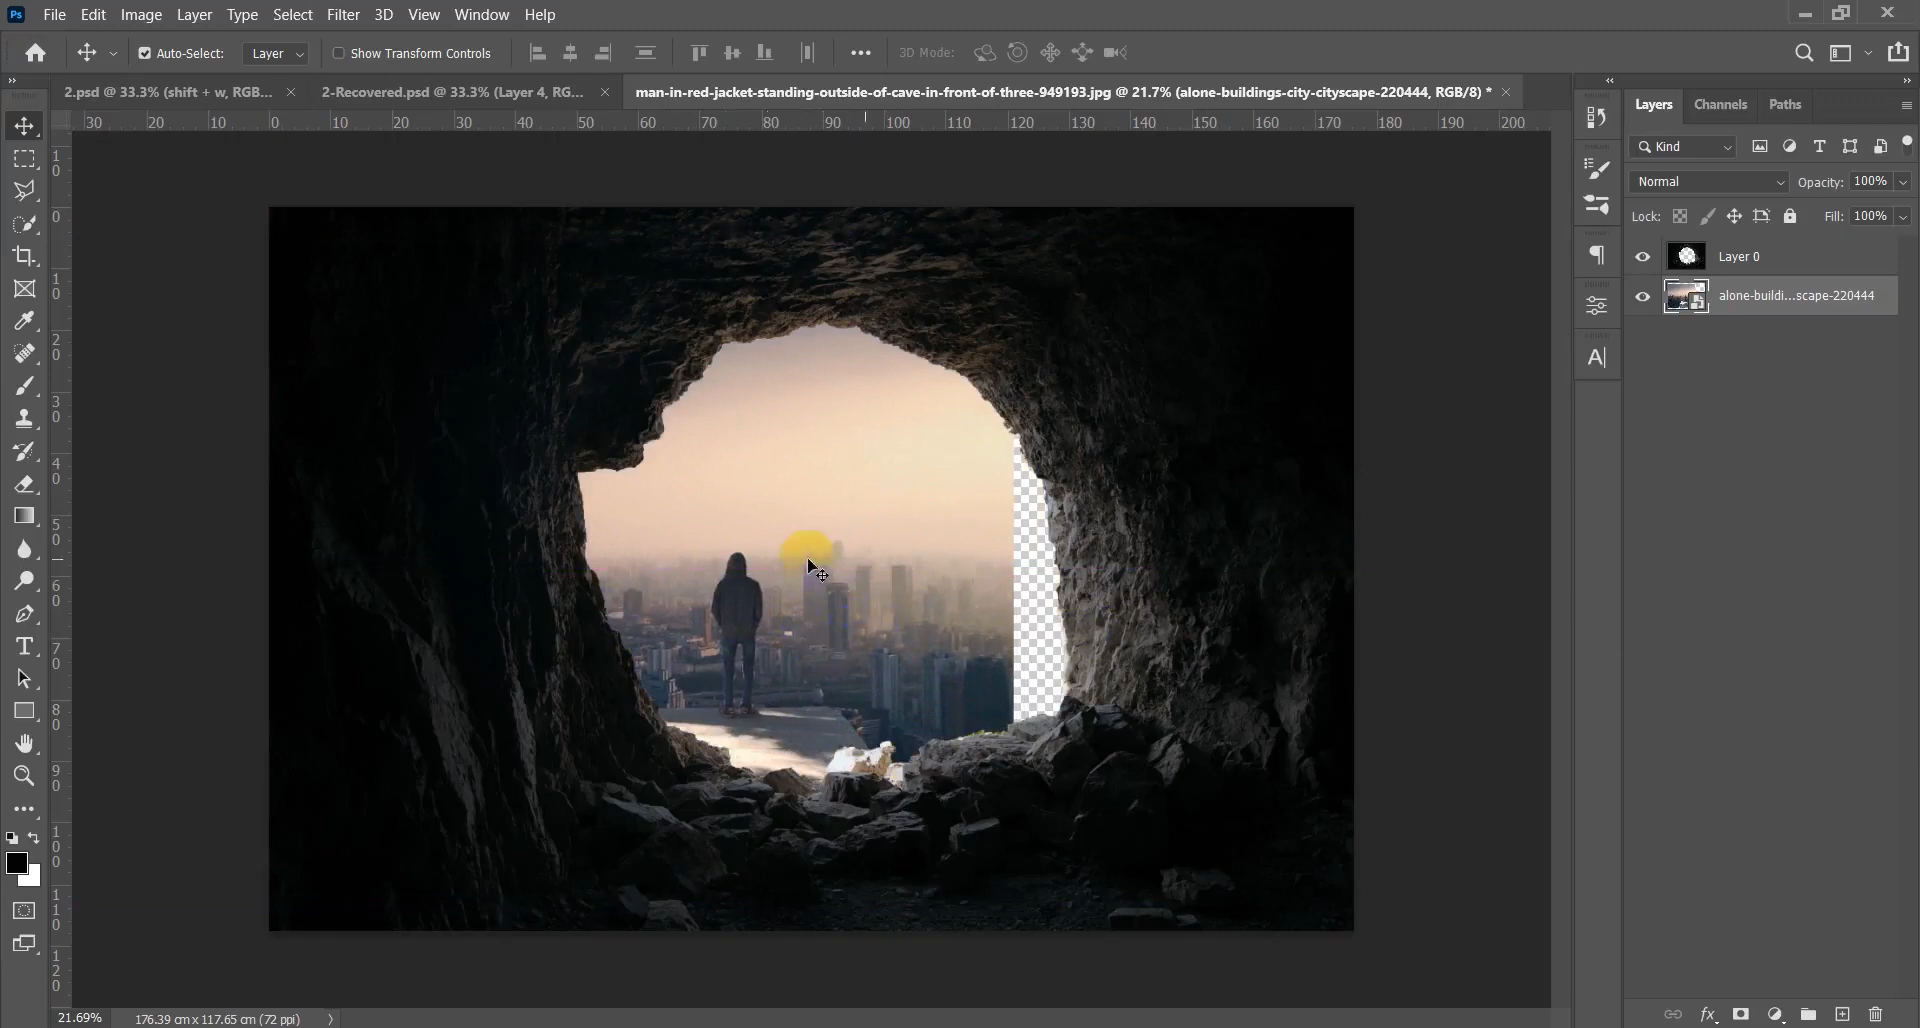 Ps File Edit Image Layer Type Select Filter 3D View Window Help
Auto-Select: Layer Show Transform Controls 3D Mode:
2.psd @ 33.3% (shift + w, RGB... 2-Recovered.psd @ 33.3% (Layer 4, RG... man-in-red-jacket-standing-outside-of-cave-in-front-of-three-949193.jpg @ 21.7% (alone-buildings-city-cityscape-220444, RGB/8) *
30 20 10 0 10 20 30 40 50 60 70 80 90 100 110 120 130 140 150 160 170 180 190 200
10
0
10
20
30
40
50
60
70
80
90
100
110
120
Layers Channels Paths
Kind
Normal Opacity: 100%
Lock: Fill: 100%
Layer 0
alone-buildi...scape-220444
21.69% 176.39 cm x 117.65 cm (72 ppi)